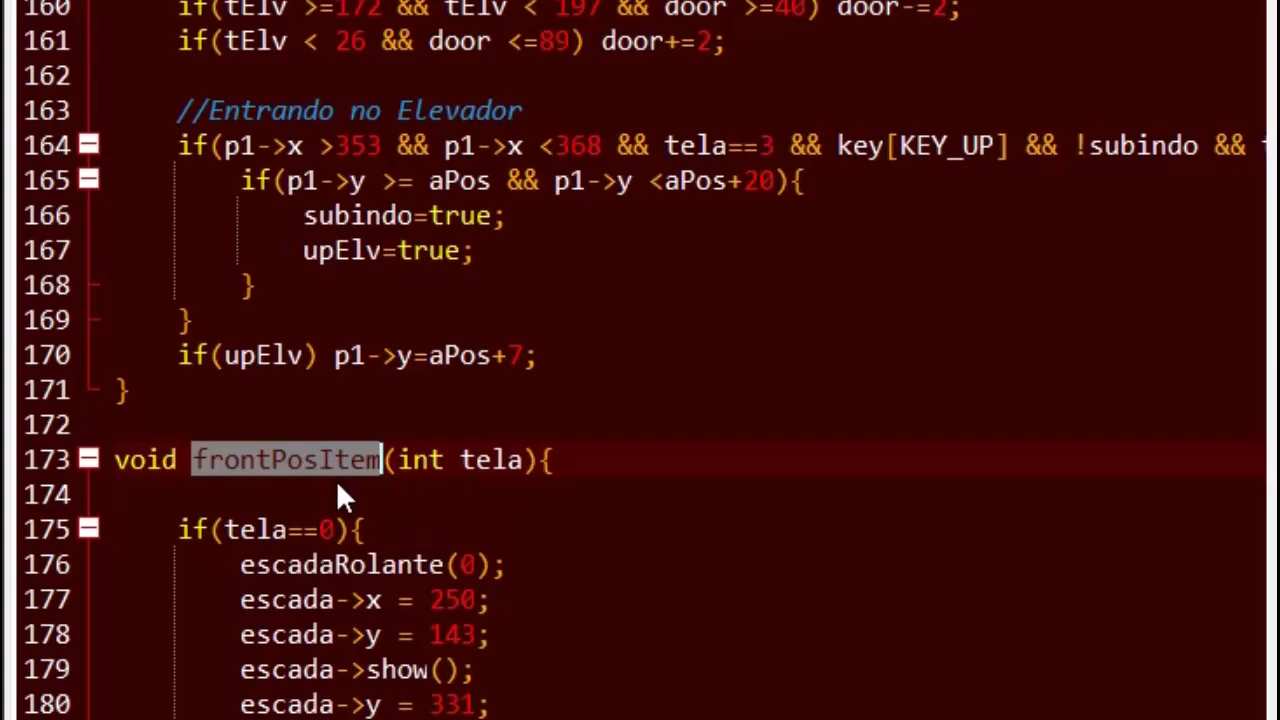 160 if(tElv >=172 && tElv < 197 && door >=40) door-=2;
161 if(tElv < 26 && door <=89) door+=2;
162
163 //Entrando no Elevador
164 if(p1->x >353 && p1->x <368 && tela==3 && key[KEY_UP] && !subindo &&
165 if(p1->y >= aPos && p1->y <aPos+20){
166 subindo=true;
167 upElv=true;
168 }
169 }
170 if(upElv) p1->y=aPos+7;
171 }
172
173 void frontPosItem(int tela){
174
175 if(tela==0){
176 escadaRolante(0);
177 escada->x = 250;
178 escada->y = 143;
179 escada->show();
180 escada->y = 331;